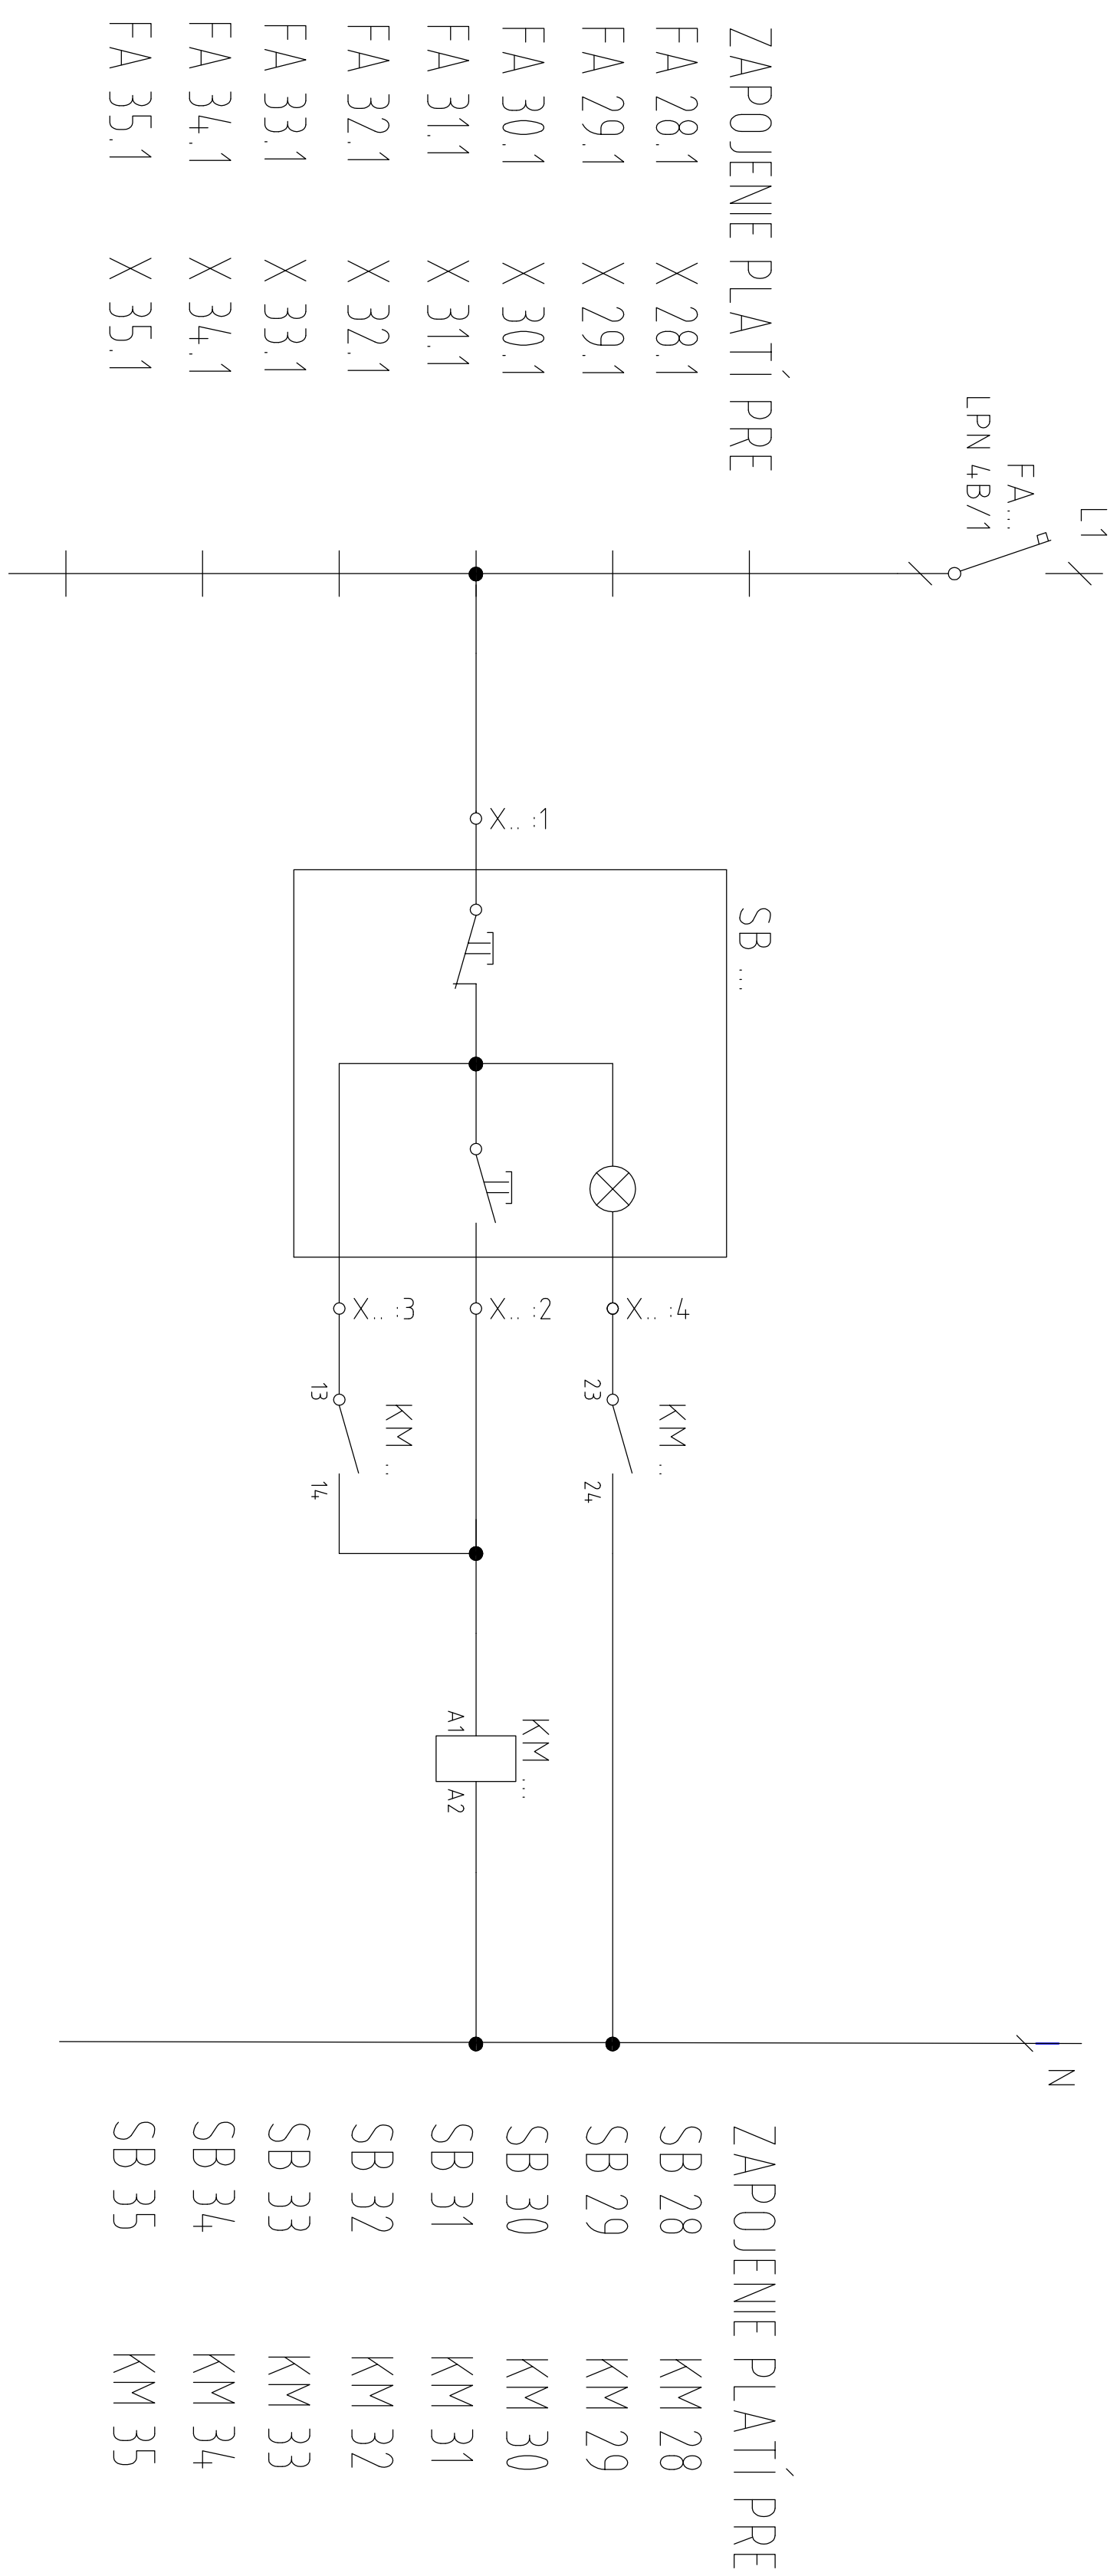 L1
FA...
LPN 4B/1
ZAPOJENIE PLATÍ PRE
FA 28.1 X 28.1
FA 29.1 X 29.1
FA 30.1 X 30.1
FA 31.1 X 31.1
FA 32.1 X 32.1
FA 33.1 X 33.1
FA 34.1 X 34.1
FA 35.1 X 35.1
X.. :1
SB ...
X.. :3
X.. :2
X.. :4
13
KM ...
14
23
KM ...
24
A1
KM ...
A2
N
ZAPOJENIE PLATÍ PRE
SB 28 KM 28
SB 29 KM 29
SB 30 KM 30
SB 31 KM 31
SB 32 KM 32
SB 33 KM 33
SB 34 KM 34
SB 35 KM 35